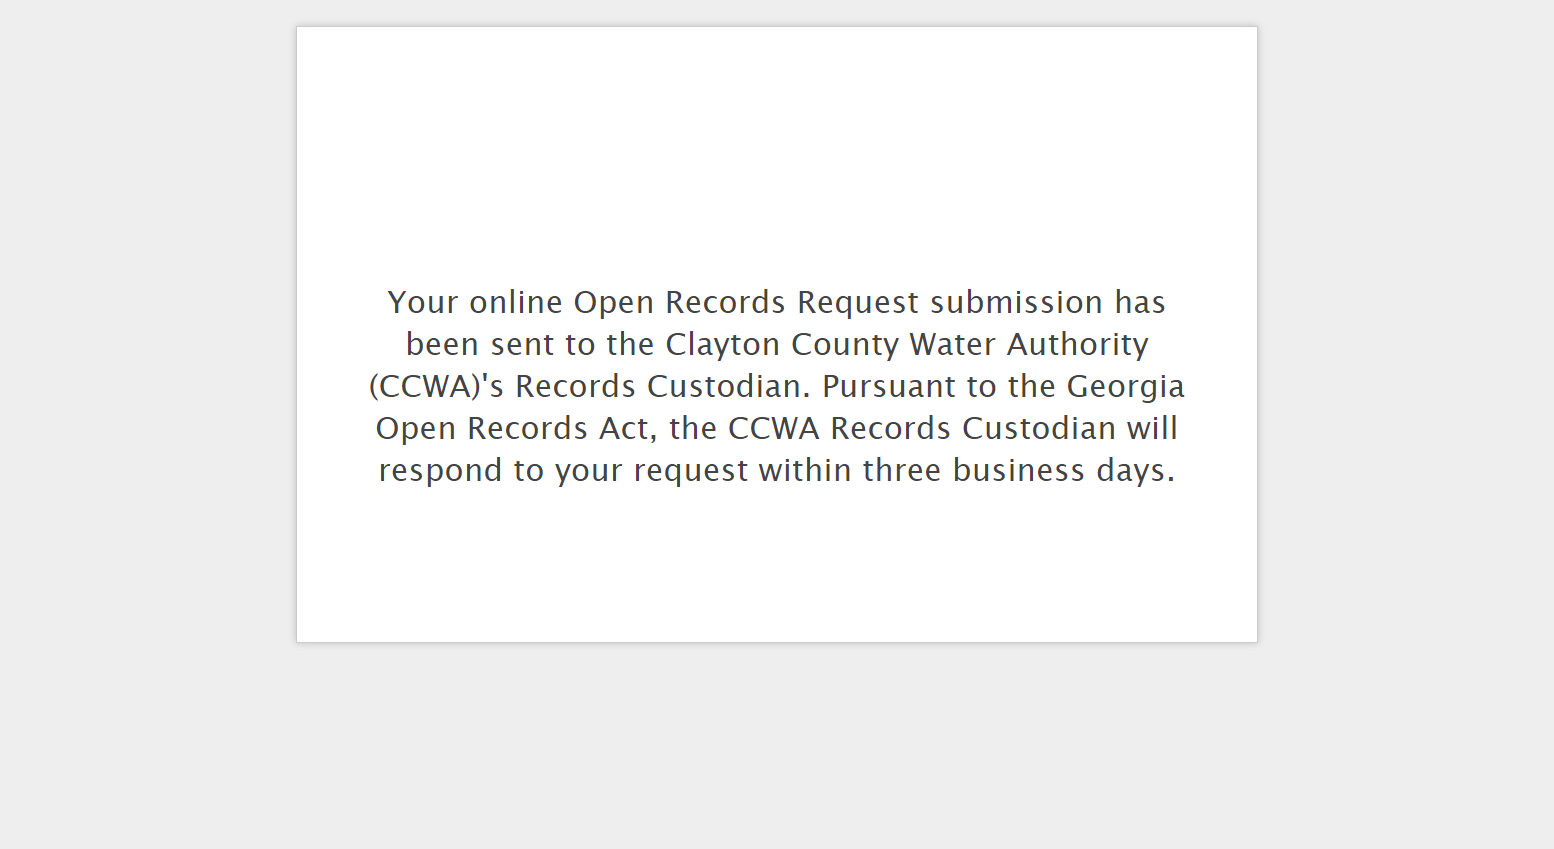 Your online Open Records Request submission has
been sent to the Clayton County Water Authority
(CCWA)'s Records Custodian. Pursuant to the Georgia
Open Records Act, the CCWA Records Custodian will
respond to your request within three business days.